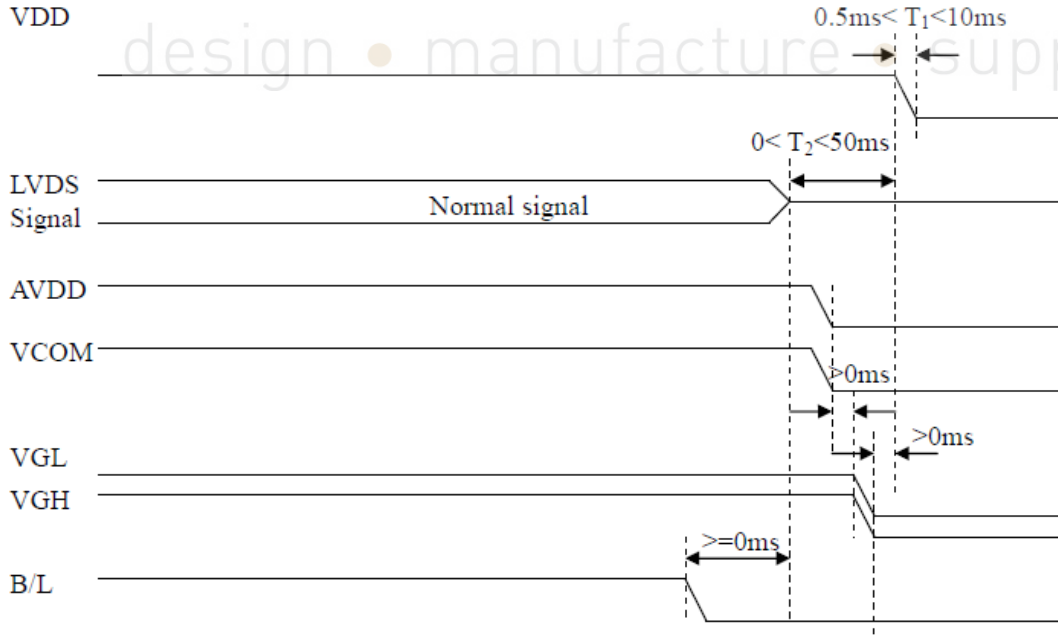 VDD
0.5ms< T₁<10ms
design • manufacture • supp
0< T₂<50ms
LVDS
Signal
Normal signal
AVDD
VCOM
>0ms
>0ms
VGL
VGH
>=0ms
B/L